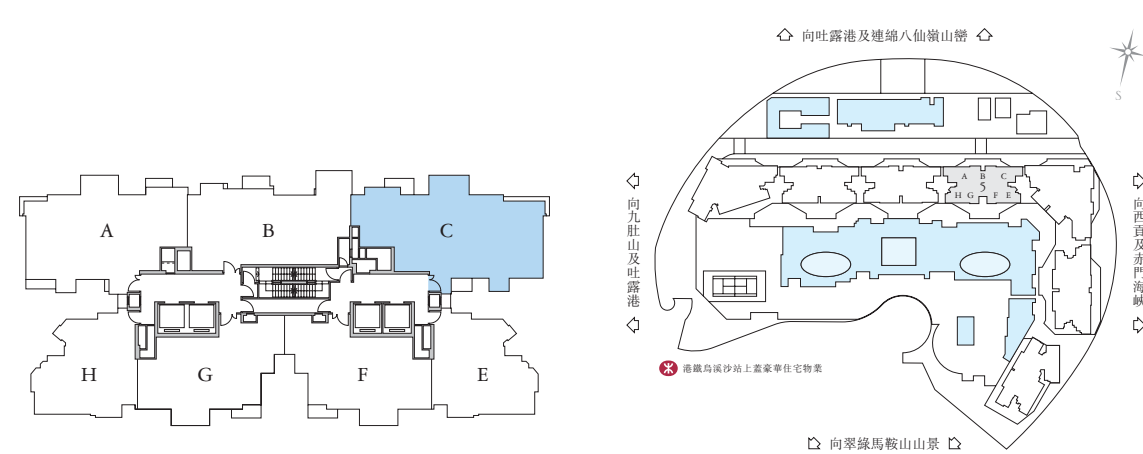 A
B
C
H
G
F
E
向吐露港及連綿八仙嶺山巒
S
A B C
5
H G F E
向九肚山及吐露港
向西貢及赤門海峽
港鐵烏溪沙站上蓋豪華住宅物業
向翠綠馬鞍山山景